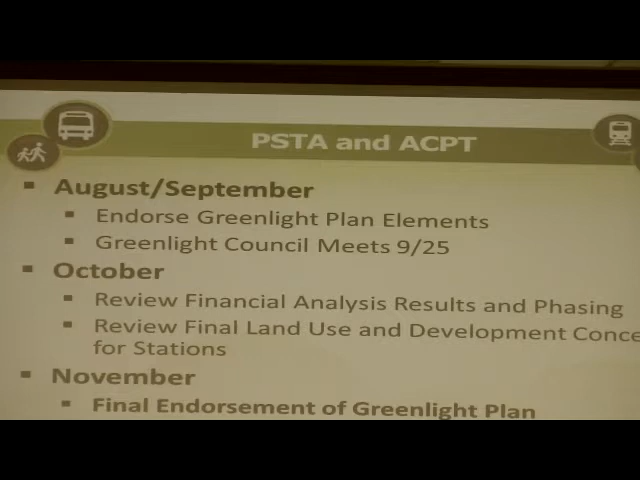 PSTA and ACPT
▪ August/September
▪ Endorse Greenlight Plan Elements
▪ Greenlight Council Meets 9/25
▪ October
▪ Review Financial Analysis Results and Phasing
▪ Review Final Land Use and Development
for Stations
▪ November
▪ Final Endorsement of Greenlight Plan